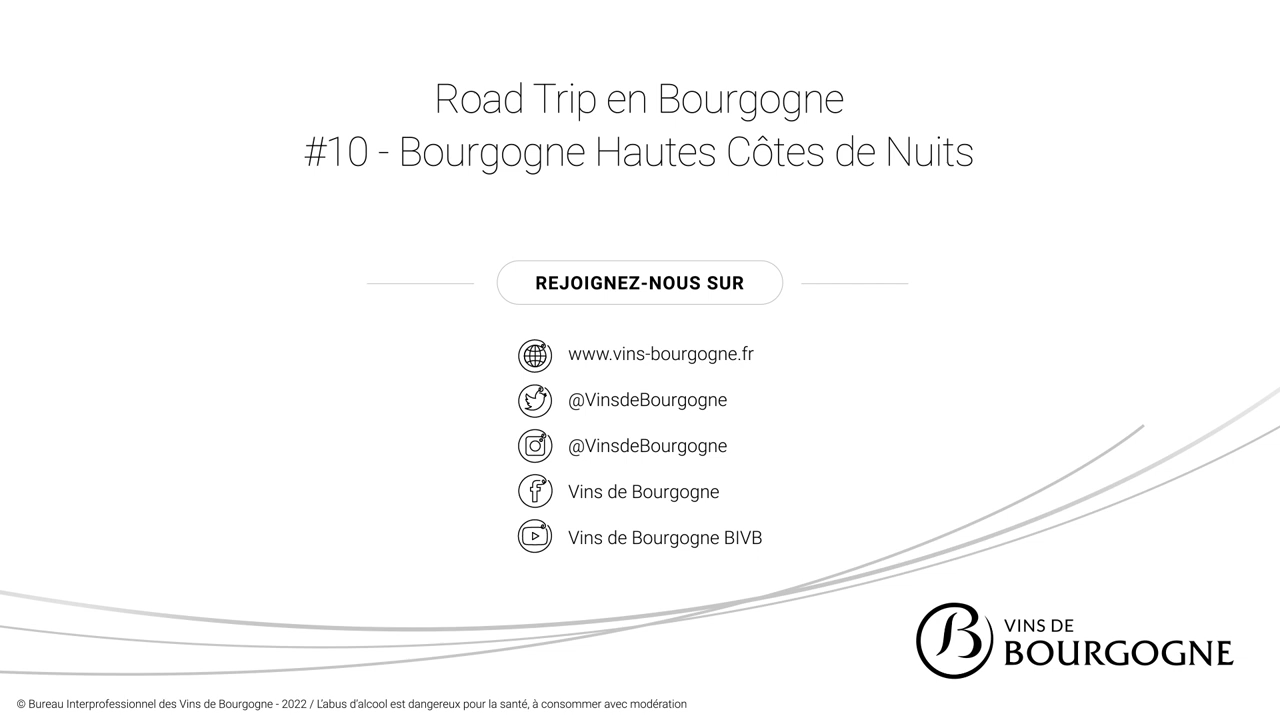 Road Trip en Bourgogne
#10 - Bourgogne Hautes Côtes de Nuits
REJOIGNEZ-NOUS SUR
www.vins-bourgogne.fr
@VinsdeBourgogne
@VinsdeBourgogne
Vins de Bourgogne
Vins de Bourgogne BIVB
B
VINS DE
BOURGOGNE
© Bureau Interprofessionnel des Vins de Bourgogne - 2022 / L'abus d'alcool est dangereux pour la santé, à consommer avec modération